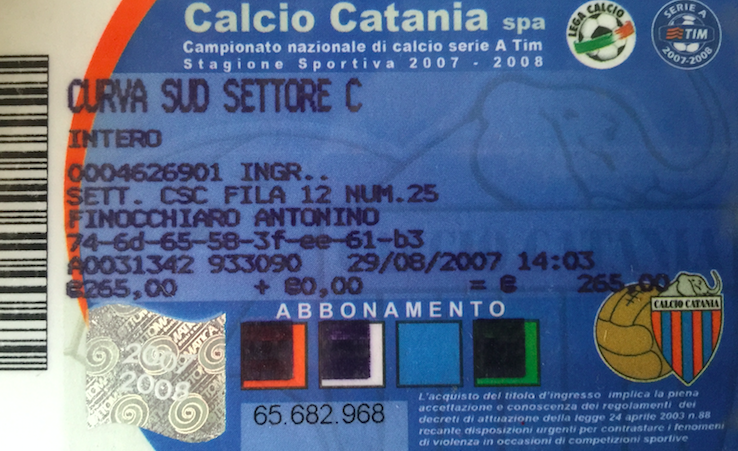 Calcio Catania spa
Campionato nazionale di calcio serie A Tim
Stagione Sportiva 2007 - 2008
LEGA CALCIO
SERIE A
TIM
2007-2008
CURVA SUD SETTORE C
INTERO
0004626901 INGR..
SETT. CSC FILA 12 NUM.25
FINOCCHIARO ANTONINO
74-6d-65-58-3f-ee-61-b3
A0031342 933090 29/08/2007 14:03
€265,00 + €0,00 = € 265,00
CALCIO CATANIA
ABBONAMENTO
2007
2008
65.682.968
L'acquisto del titolo d'ingresso implica la piena
accettazione e conoscenza dei regolamenti dei
decreti di attuazione della legge 24 aprile 2003 n.88
recante disposizioni urgenti per contrastare i fenomeni
di violenza in occasioni di competizioni sportive